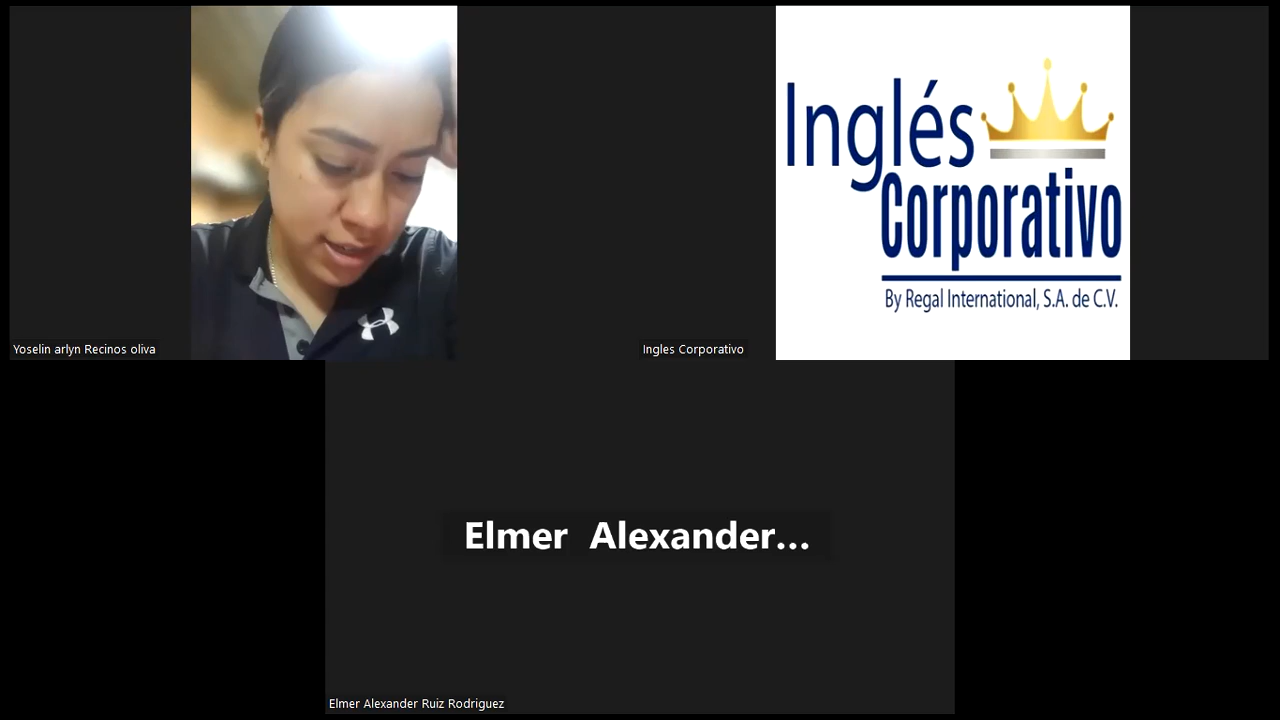 Inglés
Corporativo
By Regal International, S.A. de C.V.
Yoselin arlyn Recinos oliva
Ingles Corporativo
Elmer Alexander...
Elmer Alexander Ruiz Rodriguez